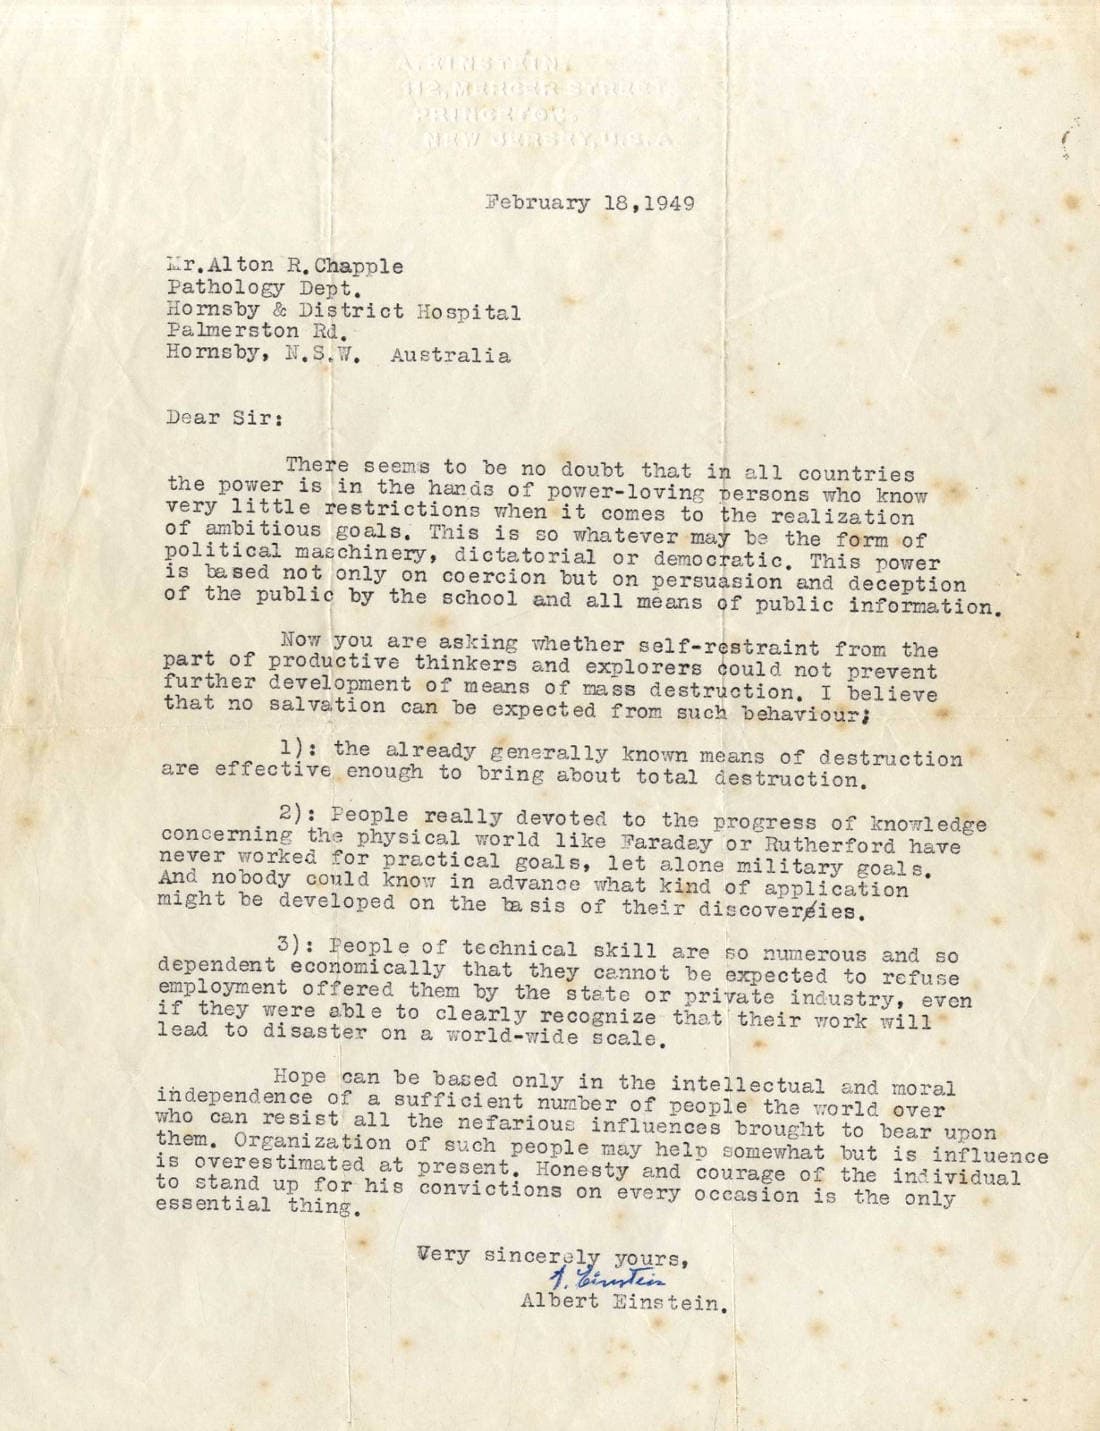 A. EINSTEIN.
112, MERCER STREET,
PRINCETON,
NEW JERSEY, U.S.A
February 18,1949
Mr.Alton R.Chapple
Pathology Dept.
Hornsby & District Hospital
Palmerston Rd.
Hornsby, N.S.W. Australia
Dear Sir:
There seems to be no doubt that in all countries
the power is in the hands of power-loving persons who know
very little restrictions when it comes to the realization
of ambitious goals. This is so whatever may be the form of
political maschinery, dictatorial or democratic. This power
is based not only on coercion but on persuasion and deception
of the public by the school and all means of public information.
Now you are asking whether self-restraint from the
part of productive thinkers and explorers could not prevent
further development of means of mass destruction. I believe
that no salvation can be expected from such behaviour;
1): the already generally known means of destruction
are effective enough to bring about total destruction.
2): People really devoted to the progress of knowledge
concerning the physical world like Faraday or Rutherford have
never worked for practical goals, let alone military goals.
And nobody could know in advance what kind of application
might be developed on the basis of their discoveries.
3): People of technical skill are so numerous and so
dependent economically that they cannot be expected to refuse
employment offered them by the state or private industry, even
if they were able to clearly recognize that their work will
lead to disaster on a world-wide scale.
Hope can be based only in the intellectual and moral
independence of a sufficient number of people the world over
who can resist all the nefarious influences brought to bear upon
them. Organization of such people may help somewhat but is influence
is overestimated at present. Honesty and courage of the individual
to stand up for his convictions on every occasion is the only
essential thing.
Very sincerely yours,
A. Einstein
Albert Einstein.